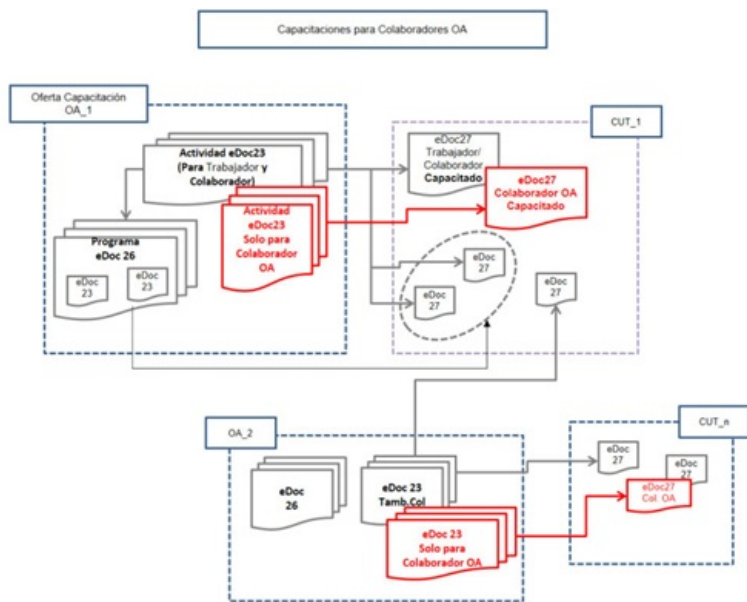 Capacitaciones para Colaboradores OA
Oferta Capacitación
OA_1
CUT_1
Actividad eDoc23
(Para Trabajador y
Colaborador)
eDoc27
Trabajador/
Colaborador
Capacitado
eDoc27
Colaborador OA
Capacitado
Actividad
eDoc23
Solo para
Colaborador
OA
Programa
eDoc 26
eDoc
23
eDoc
23
eDoc
27
eDoc
27
eDoc
27
OA_2
CUT_n
eDoc
26
eDoc 23
Tamb.Col
eDoc
27
eDoc
27
eDoc27
Col. OA
eDoc 23
Solo para
Colaborador OA